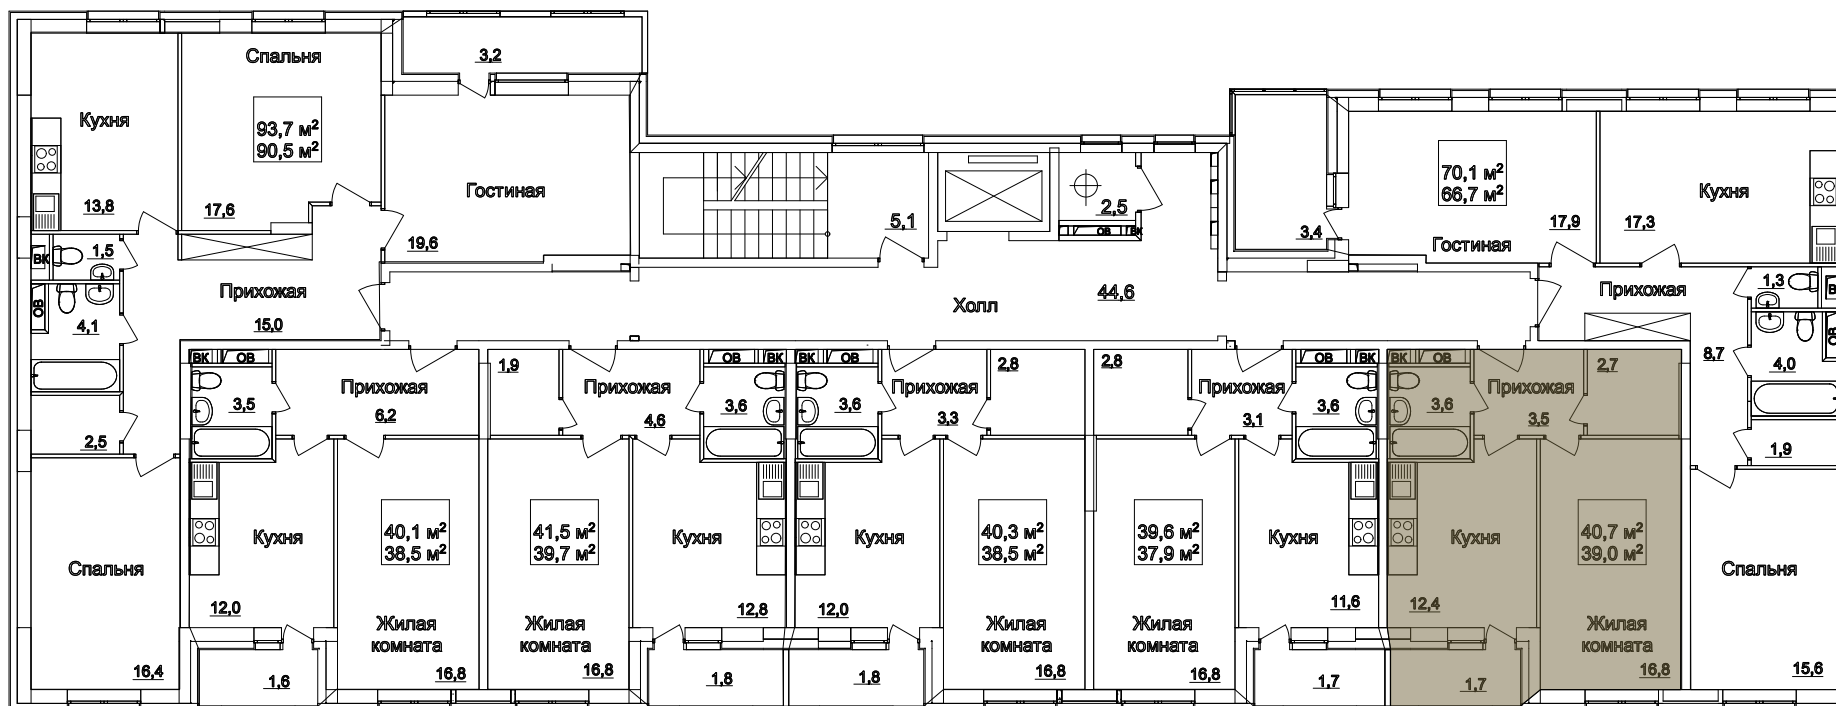 3,2
Спальня
93,7 м²
90,5 м²
Кухня
13,8
17,6
Гостиная
19,6
5,1
2,5
ОВ
ВК
3,4
70,1 м²
66,7 м²
Гостиная
17,9
Кухня
17,3
ВК
1,5
ОВ
4,1
2,5
Прихожая
15,0
Холл
44,6
Прихожая
8,7
1,3
В
4,0
ОВ
1,9
Спальня
16,4
ВК
ОВ
3,5
Прихожая
6,2
Кухня
12,0
40,1 м²
38,5 м²
Жилая
комната
16,8
1,6
1,9
Прихожая
4,6
ОВ
ВК
3,6
41,5 м²
39,7 м²
Жилая
комната
16,8
Кухня
12,8
1,8
ВК
ОВ
3,6
Прихожая
3,3
2,8
Кухня
12,0
40,3 м²
38,5 м²
Жилая
комната
16,8
1,8
2,8
Прихожая
3,1
ОВ
ВК
3,6
39,6 м²
37,9 м²
Жилая
комната
16,8
Кухня
11,6
1,7
ВК
ОВ
3,6
Прихожая
3,5
2,7
Кухня
12,4
40,7 м²
39,0 м²
Жилая
комната
16,8
1,7
Спальня
15,6